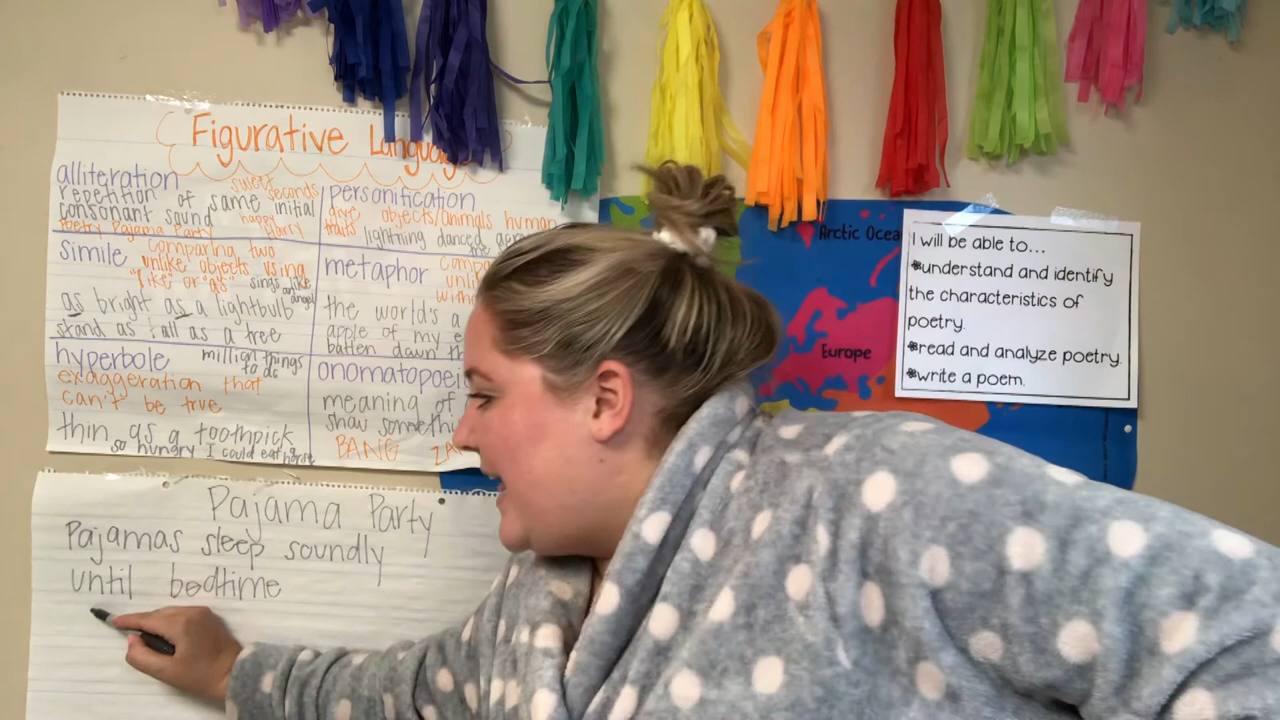 Figurative Language
alliteration
repetition of same initial
consonant sound
sweet seconds
happy Harry
Poetry Pajama Party
personification
give objects/animals human
traits
lightning danced
simile
comparing two
unlike objects using
"like or "as
sings like
angel
as bright as a lightbulb
stand as tall as a tree
metaphor
the world's a
apple of my
batten down
hyperbole
million things
to do
exaggeration that
can't be true
thin as a toothpick
so hungry I could eat horse
meaning of
show
BANG
Pajama Party
Pajamas sleep soundly
until bedtime
Arctic
Europe
I will be able to...
*understand and identify
the characteristics of
poetry.
*read and analyze poetry.
*write a poem.